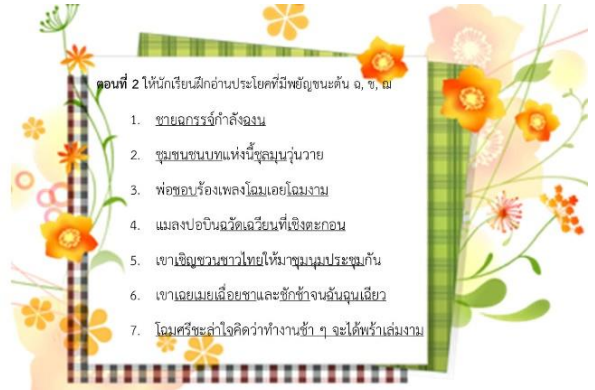 ตอนที่ 2 ให้นักเรียนฝึกอ่านประโยคที่มีพยัญชนะต้น ฉ, ช, ฌ
1. ชายฉกรรจ์กำลังฉงน
2. ชุมชนชนบทแห่งนี้ชุลมุนวุ่นวาย
3. พ่อชอบร้องเพลงโฉมเอยโฉมงาม
4. แมลงปอบินฉวัดเฉวียนที่เชิงตะกอน
5. เขาเชิญชวนชาวไทยให้มาชุมนุมประชุมกัน
6. เขาเฉยเมยเฉื่อยชาและชักช้าจนฉันฉุนเฉียว
7. โฉมศรีชะล่าใจคิดว่าทำงานช้า ๆ จะได้พร้าเล่มงาม